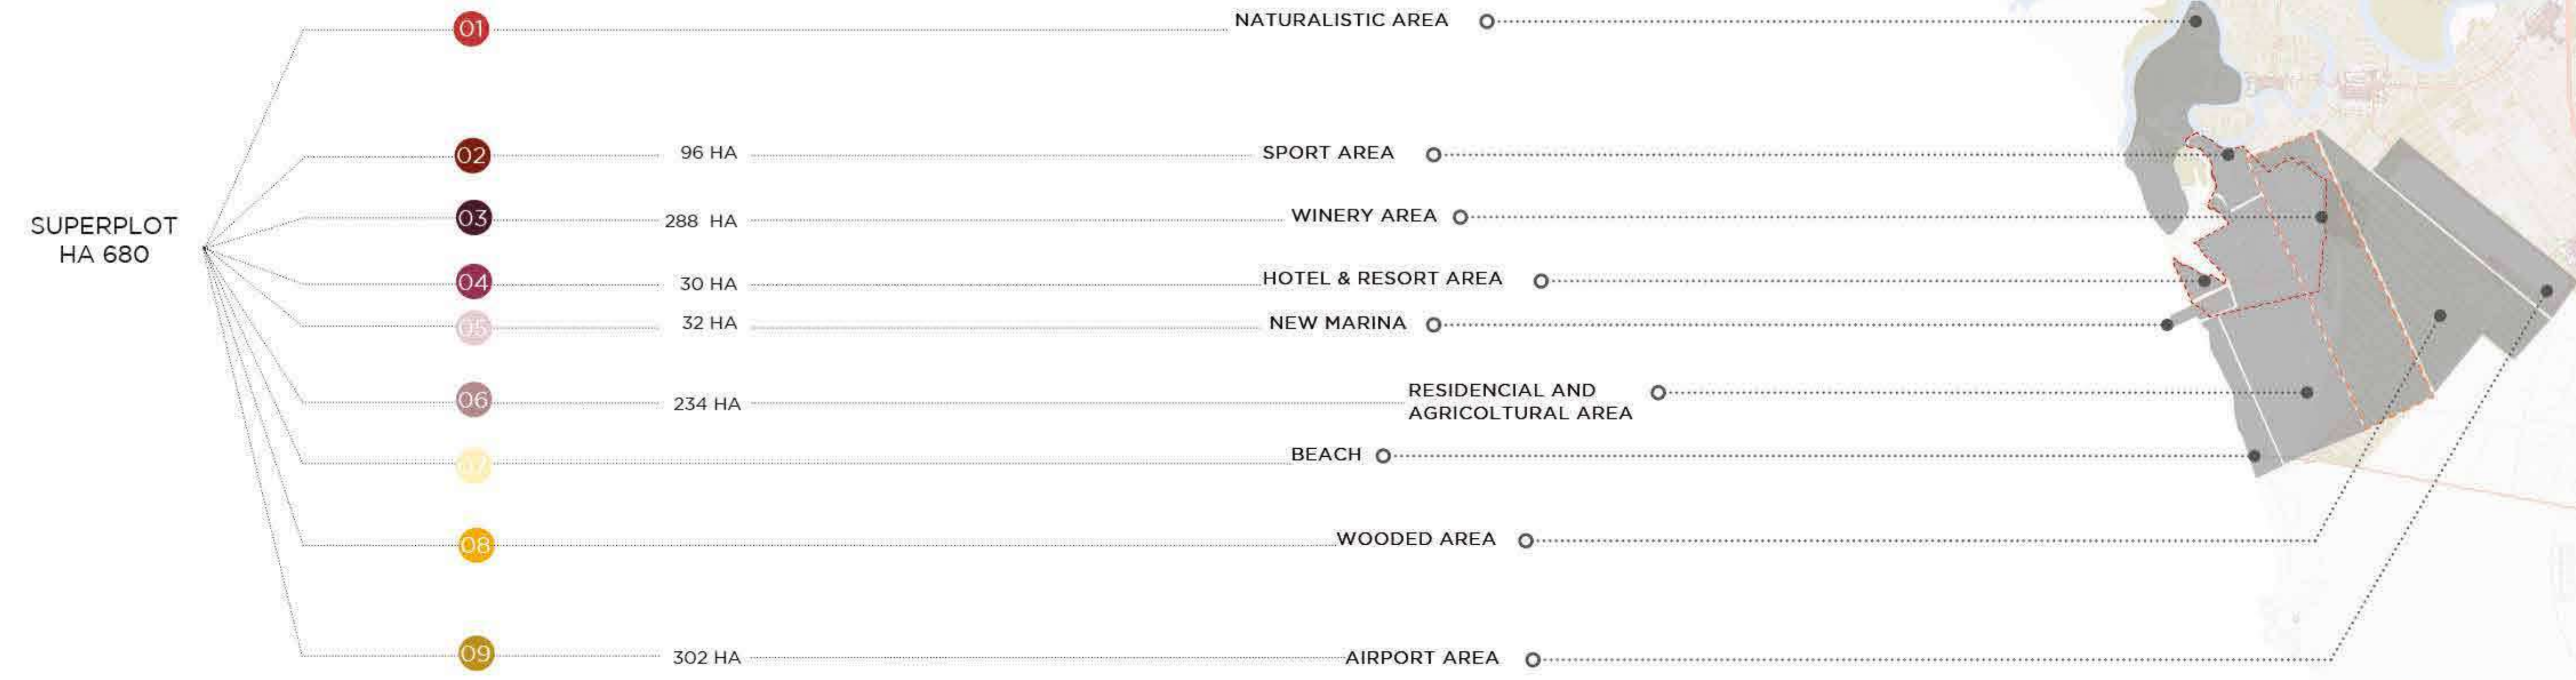 SUPERPLOT
HA 680
01 NATURALISTIC AREA
02 96 HA SPORT AREA
03 288 HA WINERY AREA
04 30 HA HOTEL & RESORT AREA
05 32 HA NEW MARINA
06 234 HA RESIDENCIAL AND
AGRICOLTURAL AREA
07 BEACH
08 WOODED AREA
09 302 HA AIRPORT AREA